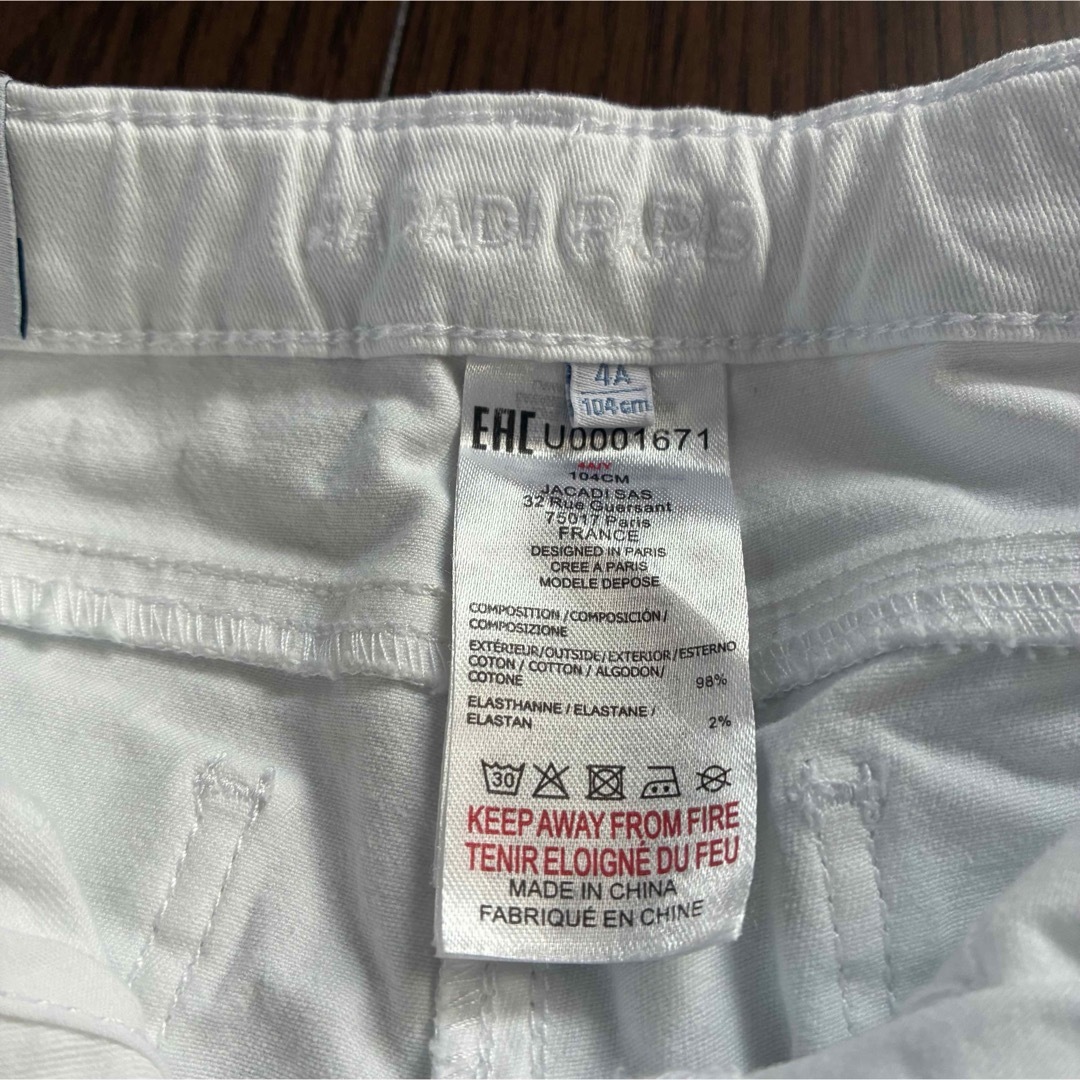 JACADI PARIS
4A
104cm
EAC U0001671
4A/Y
104CM
JACADI SAS
32 Rue Guersant
75017 Paris
FRANCE
DESIGNED IN PARIS
CREE A PARIS
MODELE DEPOSE
COMPOSITION / COMPOSICIÓN /
COMPOSIZIONE
EXTÉRIEUR/OUTSIDE/EXTERIOR/ESTERNO
COTON / COTTON / ALGODON/
COTONE 98%
ELASTHANNE / ELASTANE /
ELASTAN 2%
30
KEEP AWAY FROM FIRE
TENIR ELOIGNÉ DU FEU
MADE IN CHINA
FABRIQUÉ EN CHINE